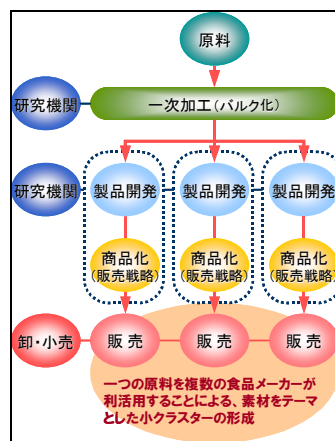 原料
研究機関
一次加工(バルク化)
研究機関
製品開発
製品開発
製品開発
商品化
(販売戦略)
商品化
(販売戦略)
商品化
(販売戦略)
卸・小売
販 売
販 売
販 売
一つの原料を複数の食品メーカーが
利活用することによる、素材をテーマ
とした小クラスターの形成